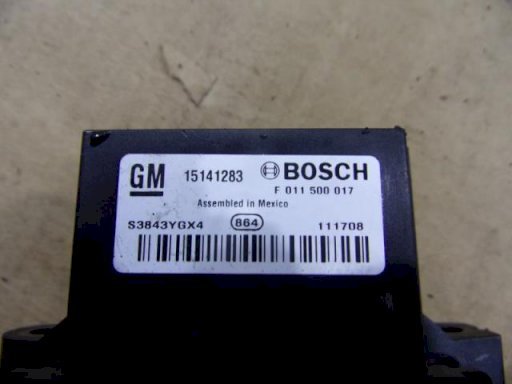 GM 15141283 BOSCH
F 011 500 017
Assembled in Mexico
S3843YGX4 864 111708